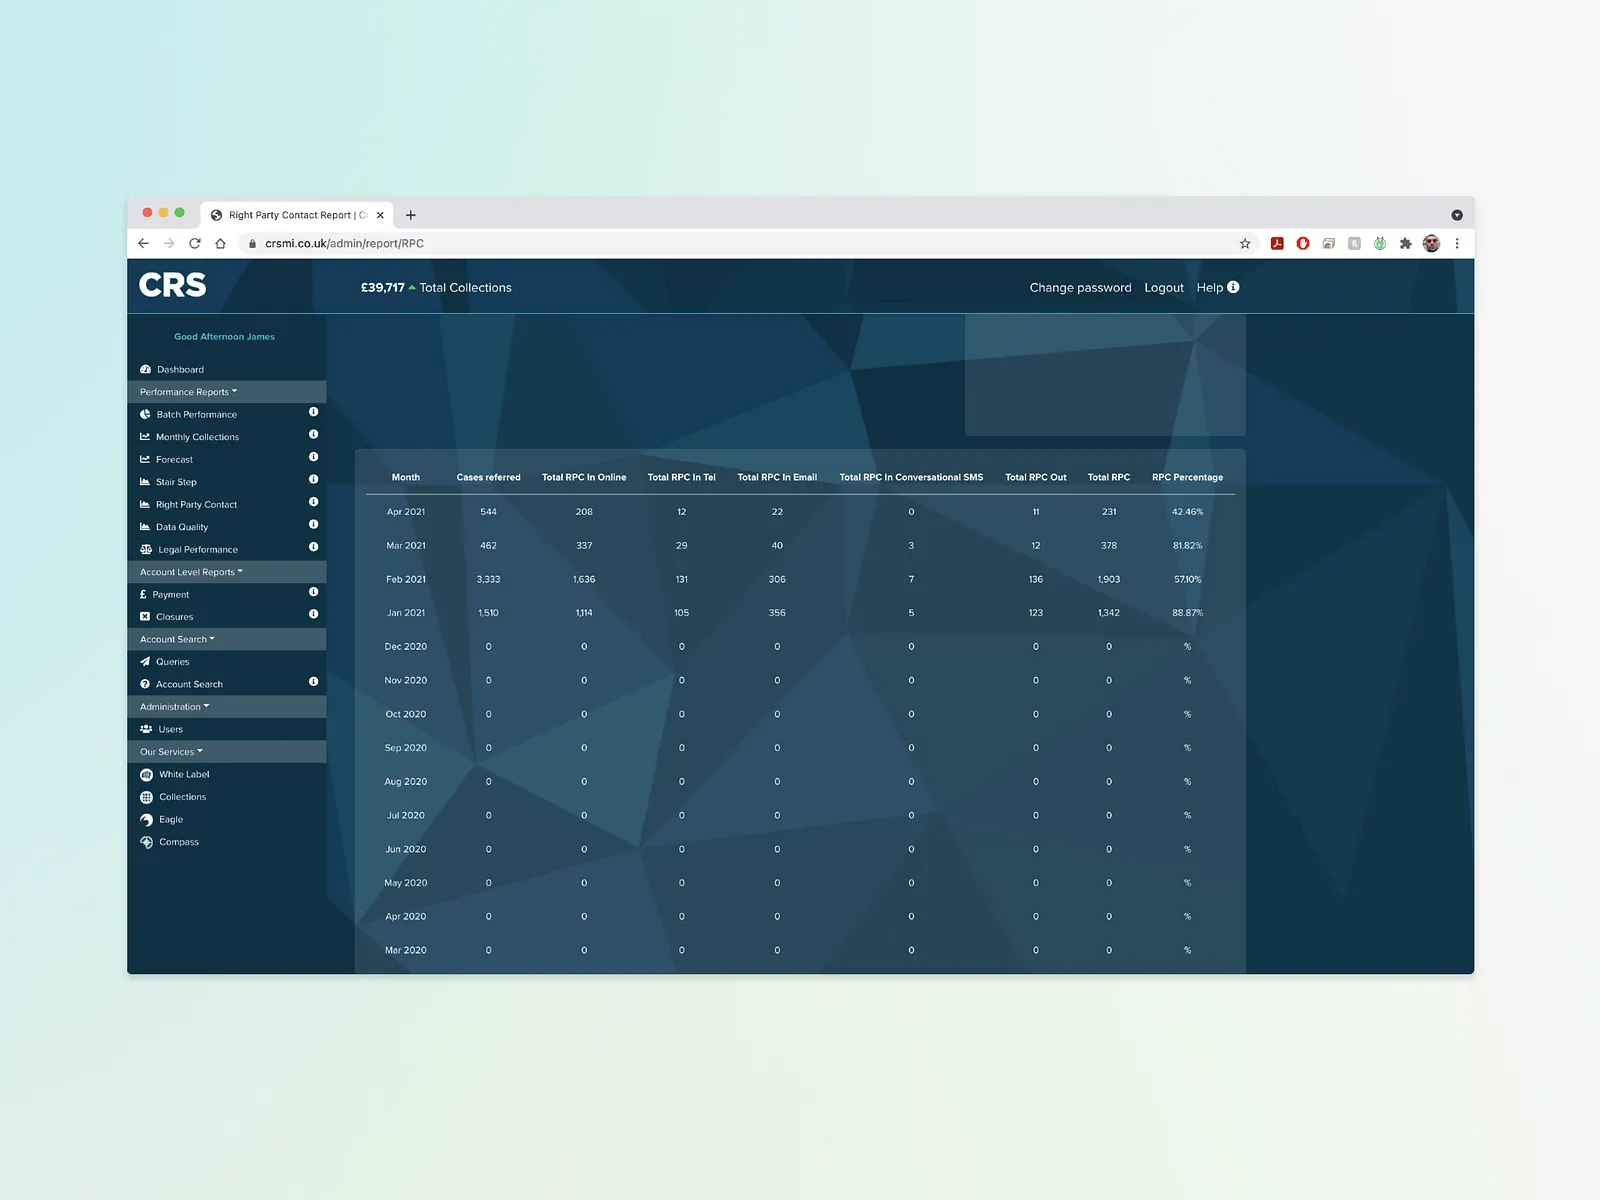 Right Party Contact Report | Cr
crsmi.co.uk/admin/report/RPC
CRS
£39,717 Total Collections
Change password Logout Help
Good Afternoon James
Dashboard
Performance Reports
Batch Performance
Monthly Collections
Forecast
Stair Step
Right Party Contact
Data Quality
Legal Performance
Account Level Reports
Payment
Closures
Account Search
Queries
Account Search
Administration
Users
Our Services
White Label
Collections
Eagle
Compass
Month Cases referred Total RPC In Online Total RPC In Tel Total RPC In Email Total RPC In Conversational SMS Total RPC Out Total RPC RPC Percentage
Apr 2021 544 208 12 22 0 11 231 42.46%
Mar 2021 462 337 29 40 3 12 378 81.82%
Feb 2021 3,333 1,636 131 306 7 136 1,903 57.10%
Jan 2021 1,510 1,114 105 356 5 123 1,342 88.87%
Dec 2020 0 0 0 0 0 0 0 %
Nov 2020 0 0 0 0 0 0 0 %
Oct 2020 0 0 0 0 0 0 0 %
Sep 2020 0 0 0 0 0 0 0 %
Aug 2020 0 0 0 0 0 0 0 %
Jul 2020 0 0 0 0 0 0 0 %
Jun 2020 0 0 0 0 0 0 0 %
May 2020 0 0 0 0 0 0 0 %
Apr 2020 0 0 0 0 0 0 0 %
Mar 2020 0 0 0 0 0 0 0 %